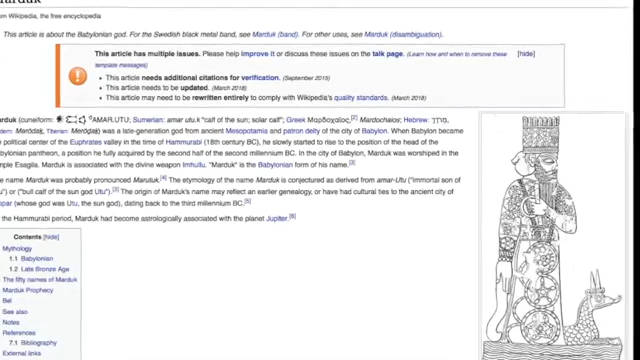 From Wikipedia, the free encyclopedia
This article is about the Babylonian god. For the Swedish black metal band, see Marduk (band). For other uses, see Marduk (disambiguation).
This article has multiple issues. Please help improve it or discuss these issues on the talk page. (Learn how and when to remove these [hide]
template messages)
• This article needs additional citations for verification. (September 2015)
• This article needs to be updated. (March 2018)
• This article may need to be rewritten entirely to comply with Wikipedia's quality standards. (March 2018)
(cuneiform: AMAR.UTU; Sumerian: amar utu.k "calf of the sun; solar calf"; Greek Μαρδοχαῖος,[2] Mardochaios; Hebrew:
Tiberian: was a late-generation god from ancient Mesopotamia and patron deity of the city of Babylon. When Babylon became
political center of the Euphrates valley in the time of Hammurabi (18th century BC), he slowly started to rise to the position of the head of the
pantheon, a position he fully acquired by the second half of the second millennium BC. In the city of Babylon, Marduk was worshiped in the
Esagila. Marduk is associated with the divine weapon Imhullu. "Marduk" is the Babylonian form of his name.[3]
name Marduk was probably pronounced Marutuk.[4] The etymology of the name Marduk is conjectured as derived from amar-Utu ("immortal son of
or ("bull calf of the sun god Utu").[3] The origin of Marduk's name may reflect an earlier genealogy, or have had cultural ties to the ancient city of
(whose god was Utu, the sun god), dating back to the third millennium BC.[5]
the Hammurabi period, Marduk had become astrologically associated with the planet Jupiter.[6]
Contents [hide]
Mythology
1.1 Babylonian
1.2 Late Bronze Age
The fifty names of Marduk
Marduk Prophecy
Bel
See also
Notes
References
7.1 Bibliography
External links